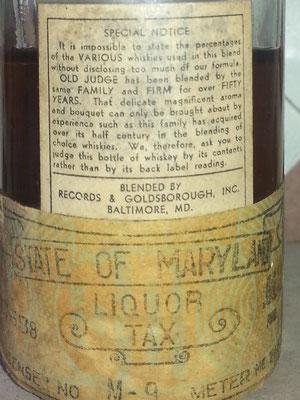 SPECIAL NOTICE
It is impossible to state the percentages
of the VARIOUS whiskies used in this blend
without disclosing too much of our formula.
OLD JUDGE has been blended by the
same FAMILY and FIRM for over FIFTY
YEARS. That delicate magnificent aroma
and bouquet can only be brought about by
experience such as this family has acquired
over its half century in the blending of
choice whiskies. We, therefore, ask you to
judge this bottle of whiskey by its contents
rather than by its back label reading.
BLENDED BY
RECORDS & GOLDSBOROUGH, INC.
BALTIMORE, MD.
STATE OF MARYLAND
LIQUOR
TAX
NO M-9 METER